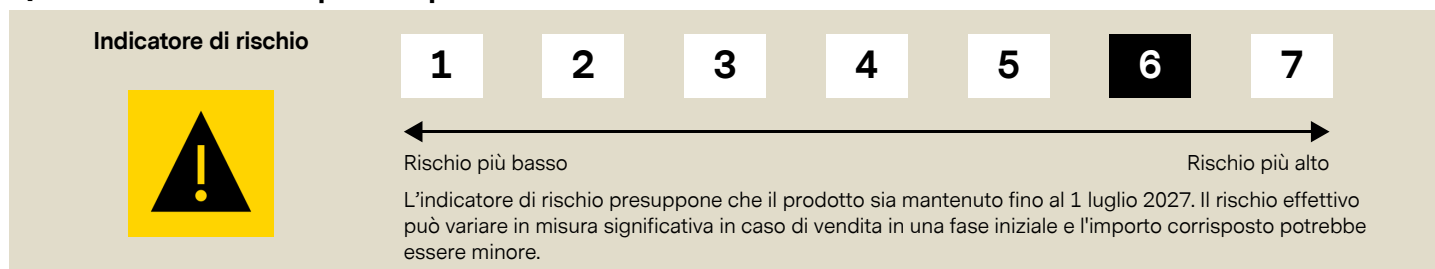 Indicatore di rischio
1 2 3 4 5 6 7
Rischio più basso
Rischio più alto
L'indicatore di rischio presuppone che il prodotto sia mantenuto fino al 1 luglio 2027. Il rischio effettivo
può variare in misura significativa in caso di vendita in una fase iniziale e l'importo corrisposto potrebbe
essere minore.